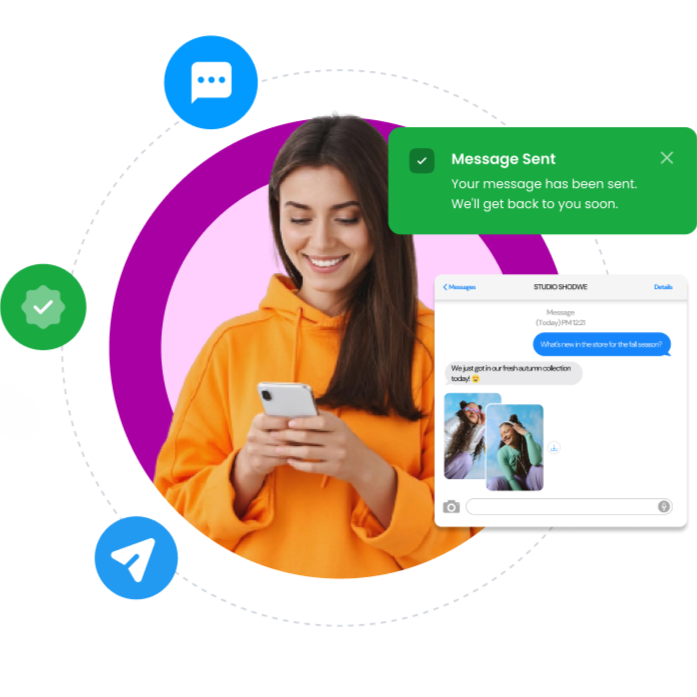 Message Sent
Your message has been sent.
We'll get back to you soon.
Messages
STUDIO SHODWE
Details
Message
(Today) PM 12:21
What's new in the store for the fall season?
We just got in our fresh autumn collection
today! 😉